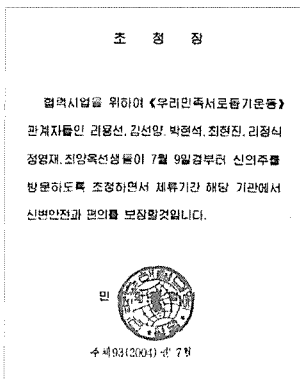 초 청 장
협력사업을 위하여 《우리민족서로돕기운동》
관계자들인 리용선, 김선양, 박현석, 최현진, 리정식
정영재, 최앙옥선생들이 7월 9일경부터 신의주를
방문하도록 초청하면서 체류기간 해당 기관에서
신변안전과 편의를 보장할것입니다.
민
주체93(2004)년 7월